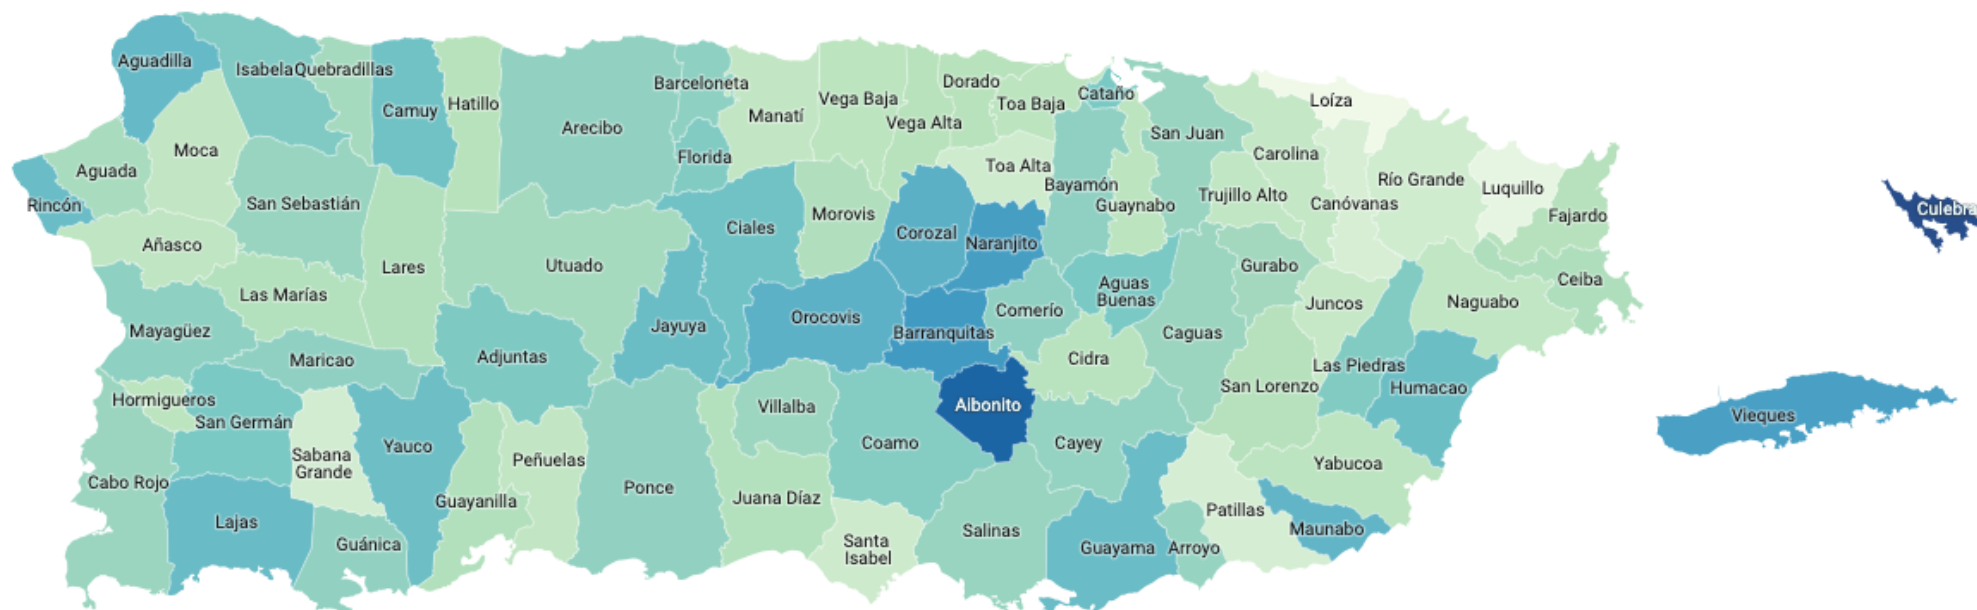 Aguadilla
Isabela
Quebradillas
Camuy
Hatillo
Arecibo
Barceloneta
Manatí
Vega Baja
Vega Alta
Dorado
Toa Baja
Cataño
San Juan
Loíza
Carolina
Moca
Aguada
Rincón
San Sebastián
Florida
Toa Alta
Bayamón
Guaynabo
Trujillo Alto
Canóvanas
Río Grande
Luquillo
Fajardo
Culebra
Añasco
Lares
Utuado
Ciales
Morovis
Corozal
Naranjito
Aguas
Buenas
Gurabo
Juncos
Naguabo
Ceiba
Las Marías
Mayagüez
Maricao
Adjuntas
Jayuya
Orocovis
Barranquitas
Comerío
Cidra
Caguas
San Lorenzo
Las Piedras
Humacao
Hormigueros
San Germán
Sabana
Grande
Yauco
Guayanilla
Peñuelas
Ponce
Villalba
Juana Díaz
Coamo
Aibonito
Cayey
Yabucoa
Vieques
Cabo Rojo
Lajas
Guánica
Santa
Isabel
Salinas
Guayama
Arroyo
Patillas
Maunabo